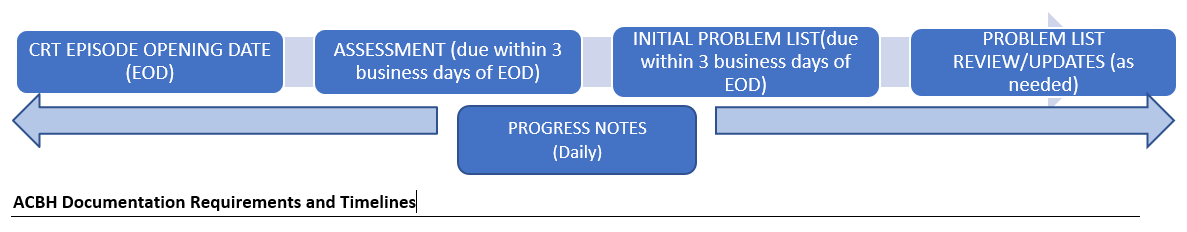 CRT EPISODE OPENING DATE
(EOD)
ASSESSMENT (due within 3
business days of EOD)
INITIAL PROBLEM LIST(due
within 3 business days of
EOD)
PROBLEM LIST
REVIEW/UPDATES (as
needed)
PROGRESS NOTES
(Daily)
ACBH Documentation Requirements and Timelines